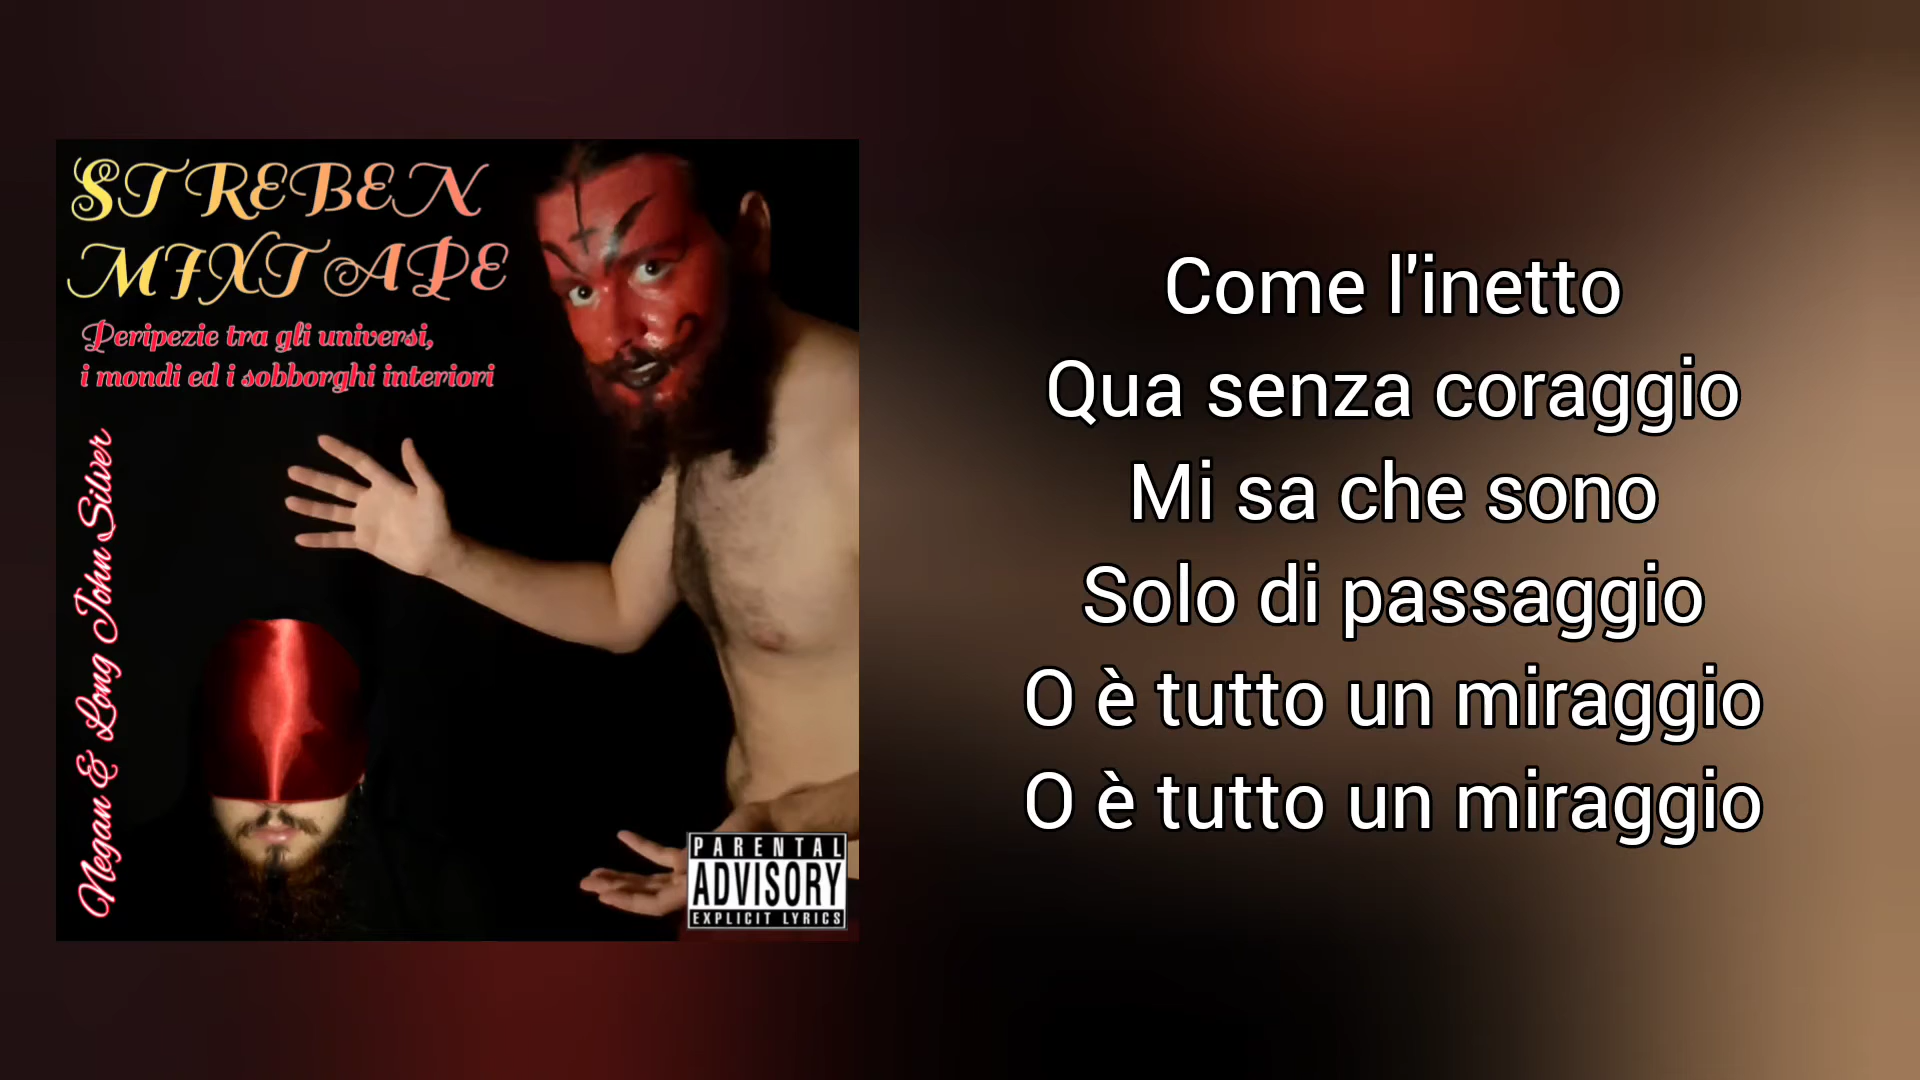 STREBEN
MIXTAPE
Peripezie tra gli universi,
i mondi ed i sobborghi interiori
Negan & Long John Silver
PARENTAL
ADVISORY
EXPLICIT LYRICS
Come l'inetto
Qua senza coraggio
Mi sa che sono
Solo di passaggio
O è tutto un miraggio
O è tutto un miraggio